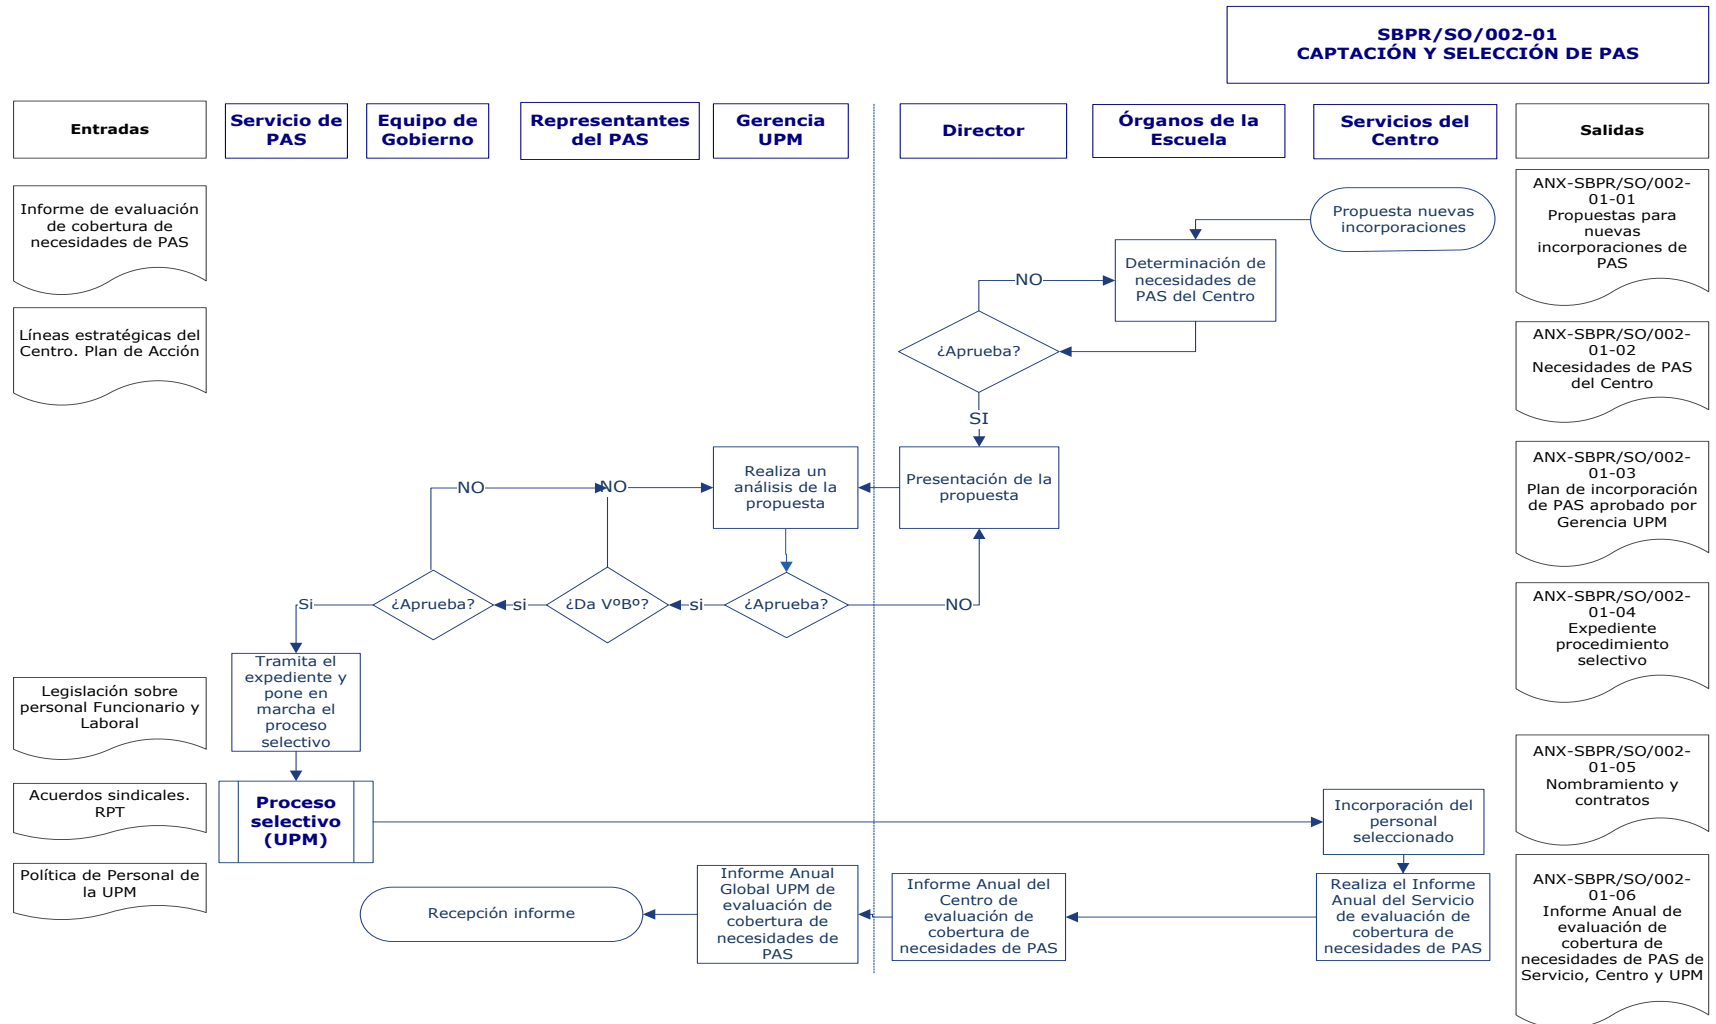 SBPR/SO/002-01
CAPTACIÓN Y SELECCIÓN DE PAS
Entradas
Servicio de
PAS
Equipo de
Gobierno
Representantes
del PAS
Gerencia
UPM
Director
Órganos de la
Escuela
Servicios del
Centro
Salidas
Informe de evaluación
de cobertura de
necesidades de PAS
Propuesta nuevas
incorporaciones
ANX-SBPR/SO/002-
01-01
Propuestas para
nuevas
incorporaciones de
PAS
Determinación de
necesidades de
PAS del Centro
NO
Líneas estratégicas del
Centro. Plan de Acción
¿Aprueba?
ANX-SBPR/SO/002-
01-02
Necesidades de PAS
del Centro
SI
NO
NO
Realiza un
análisis de la
propuesta
Presentación de la
propuesta
ANX-SBPR/SO/002-
01-03
Plan de incorporación
de PAS aprobado por
Gerencia UPM
Si
¿Aprueba?
si
¿Da VºBº?
si
¿Aprueba?
NO
ANX-SBPR/SO/002-
01-04
Expediente
procedimiento
selectivo
Tramita el
expediente y
pone en
marcha el
proceso
selectivo
Legislación sobre
personal Funcionario y
Laboral
ANX-SBPR/SO/002-
01-05
Nombramiento y
contratos
Acuerdos sindicales.
RPT
Proceso
selectivo
(UPM)
Incorporación del
personal
seleccionado
Política de Personal de
la UPM
Recepción informe
Informe Anual
Global UPM de
evaluación de
cobertura de
necesidades de
PAS
Informe Anual del
Centro de
evaluación de
cobertura de
necesidades de PAS
Realiza el Informe
Anual del Servicio
de evaluación de
cobertura de
necesidades de PAS
ANX-SBPR/SO/002-
01-06
Informe Anual de
evaluación de
cobertura de
necesidades de PAS de
Servicio, Centro y UPM